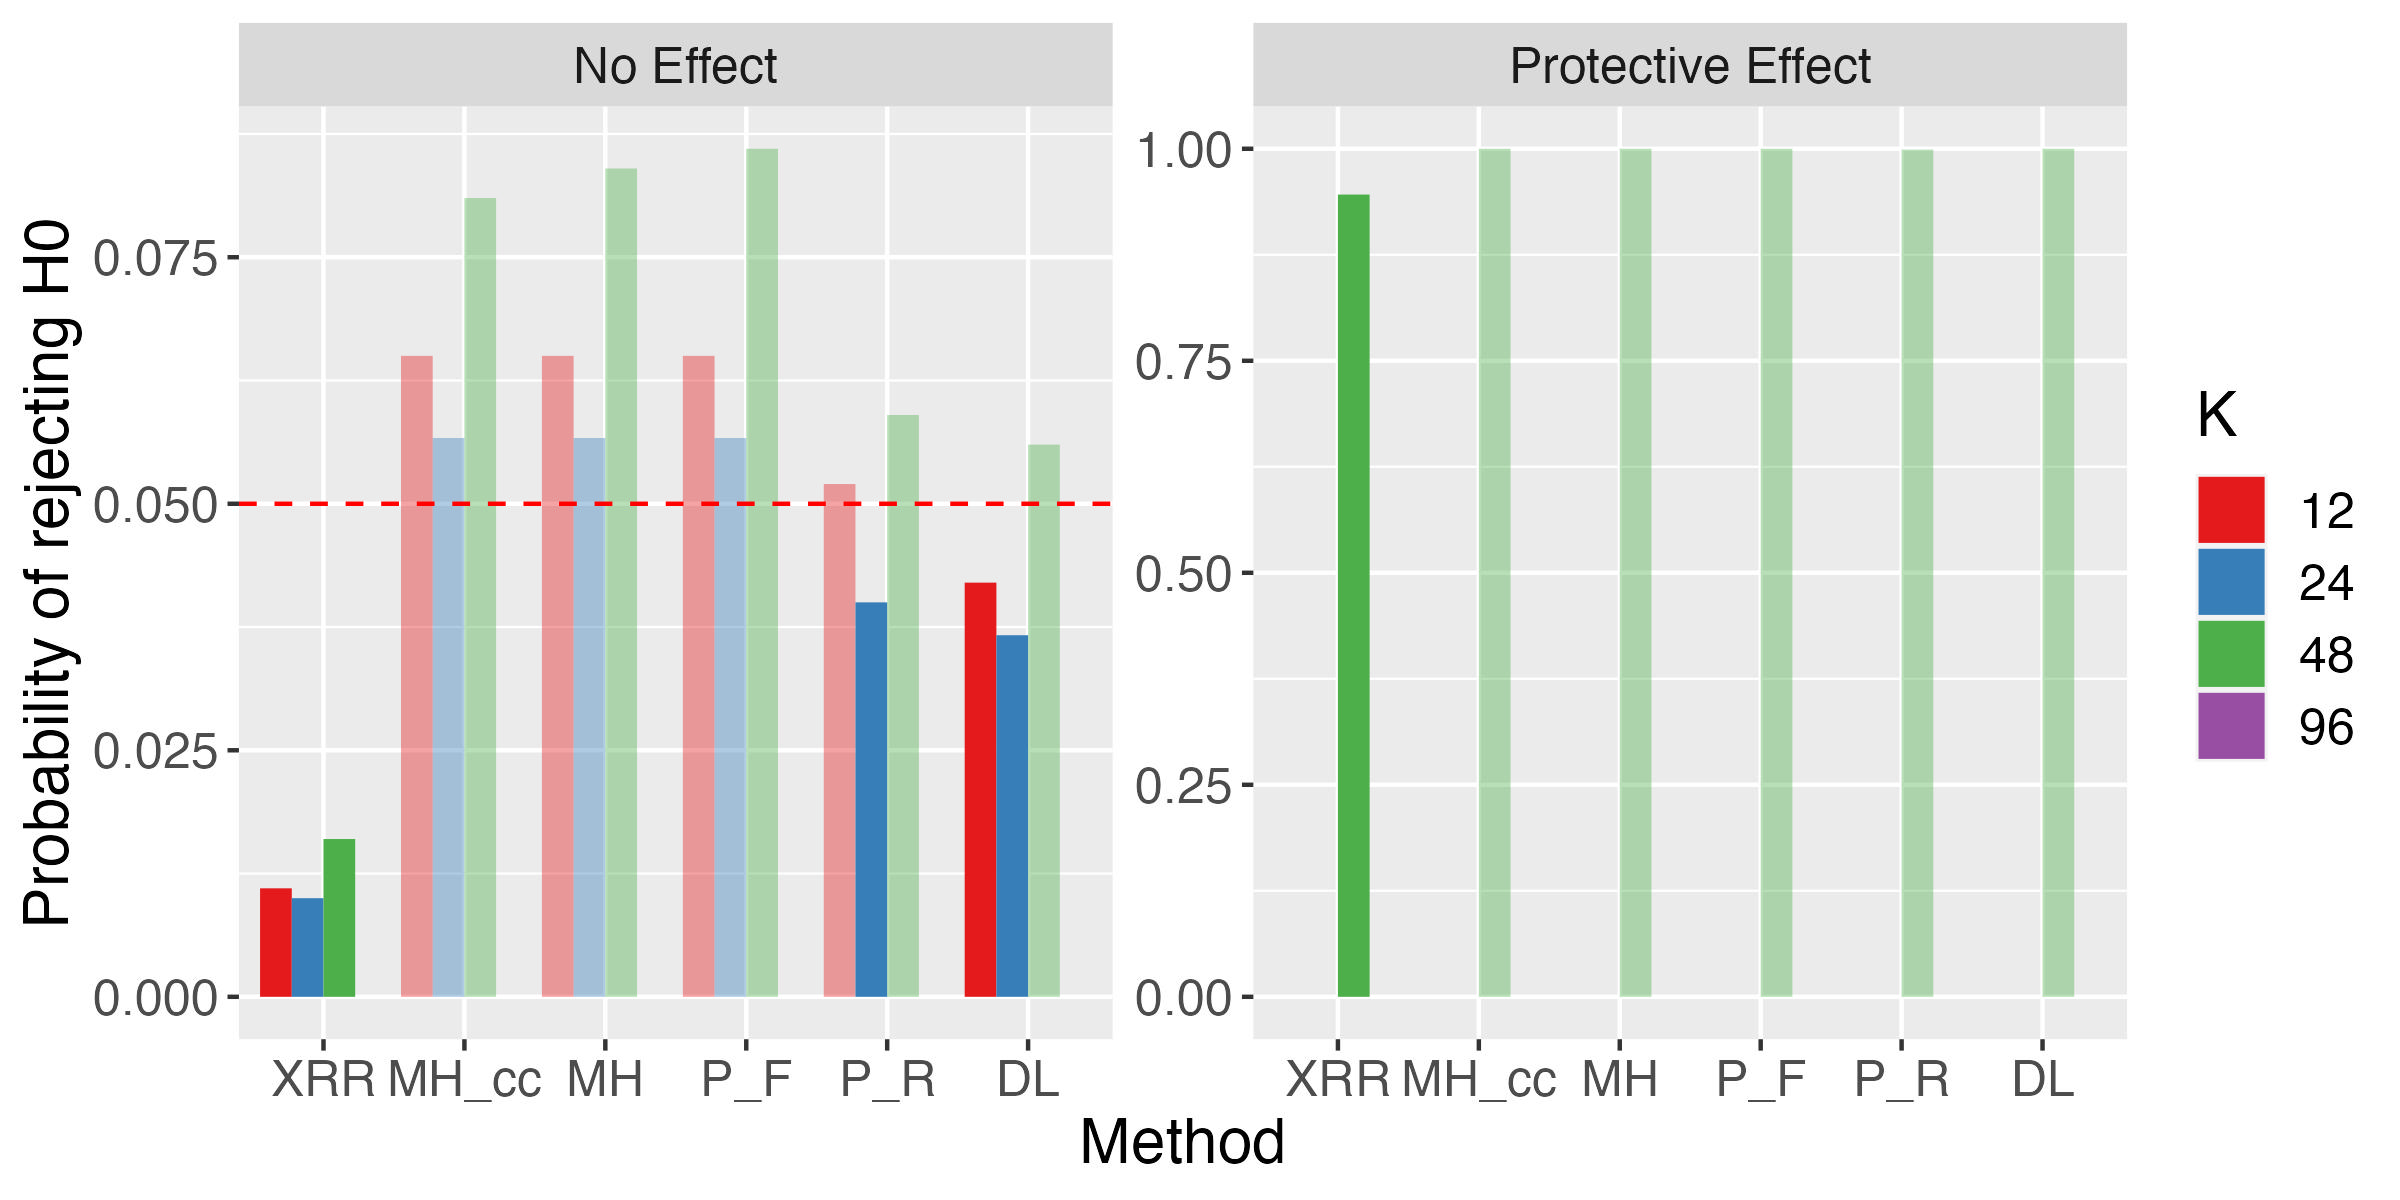 No Effect
Protective Effect
Probability of rejecting H0
0.075
0.050
0.025
0.000
1.00
0.75
0.50
0.25
0.00
XRR MH_cc MH P_F P_R DL
XRR MH_cc MH P_F P_R DL
Method
K
12
24
48
96